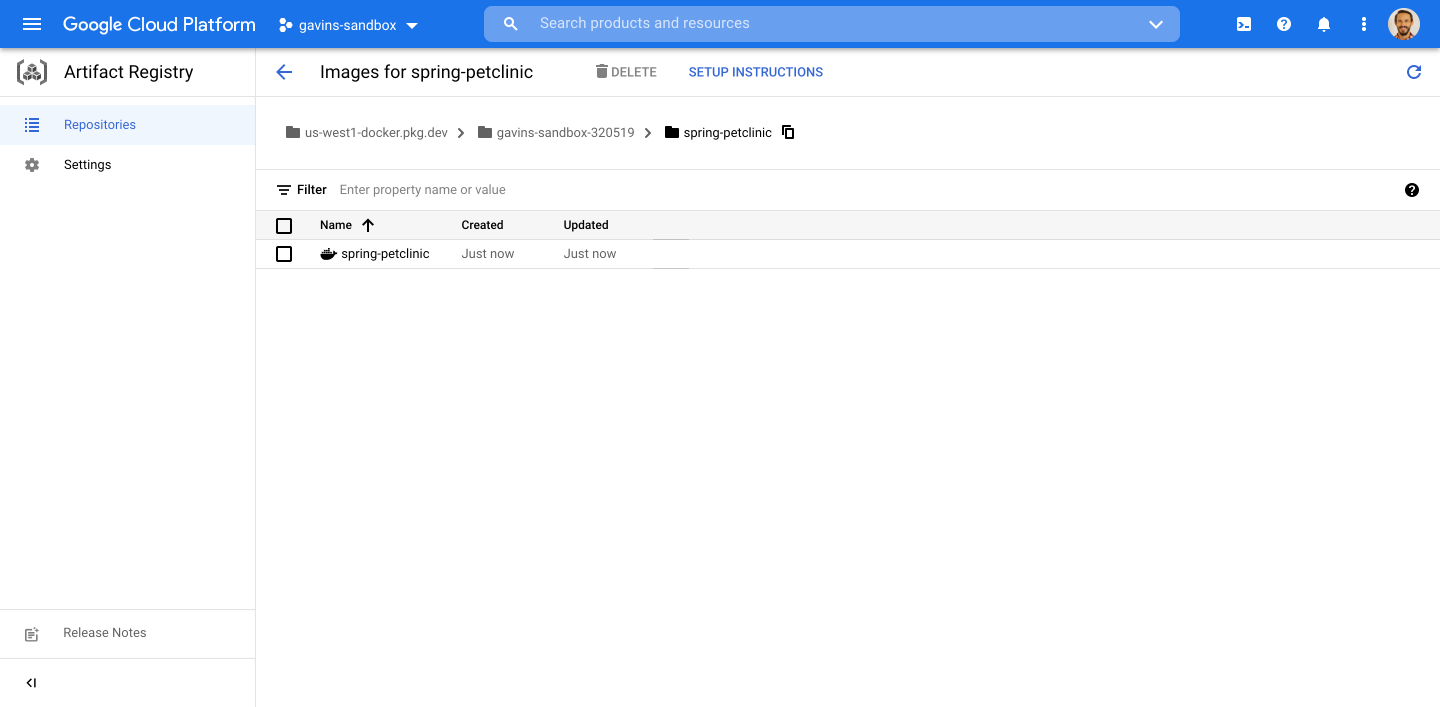 Google Cloud Platform gavins-sandbox Search products and resources
Artifact Registry
Images for spring-petclinic DELETE SETUP INSTRUCTIONS
Repositories
Settings
us-west1-docker.pkg.dev gavins-sandbox-320519 spring-petclinic
Filter Enter property name or value
Name Created Updated
spring-petclinic Just now Just now
Release Notes